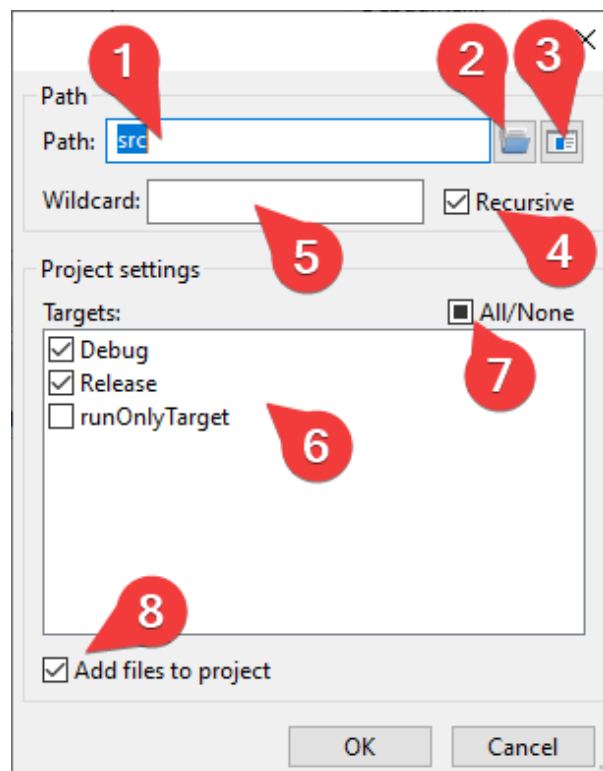 1
2
3
Path
Path: src
Wildcard:
Recursive
5
4
Project settings
Targets:
All/None
Debug
Release
7
runOnlyTarget
6
8
Add files to project
OK
Cancel